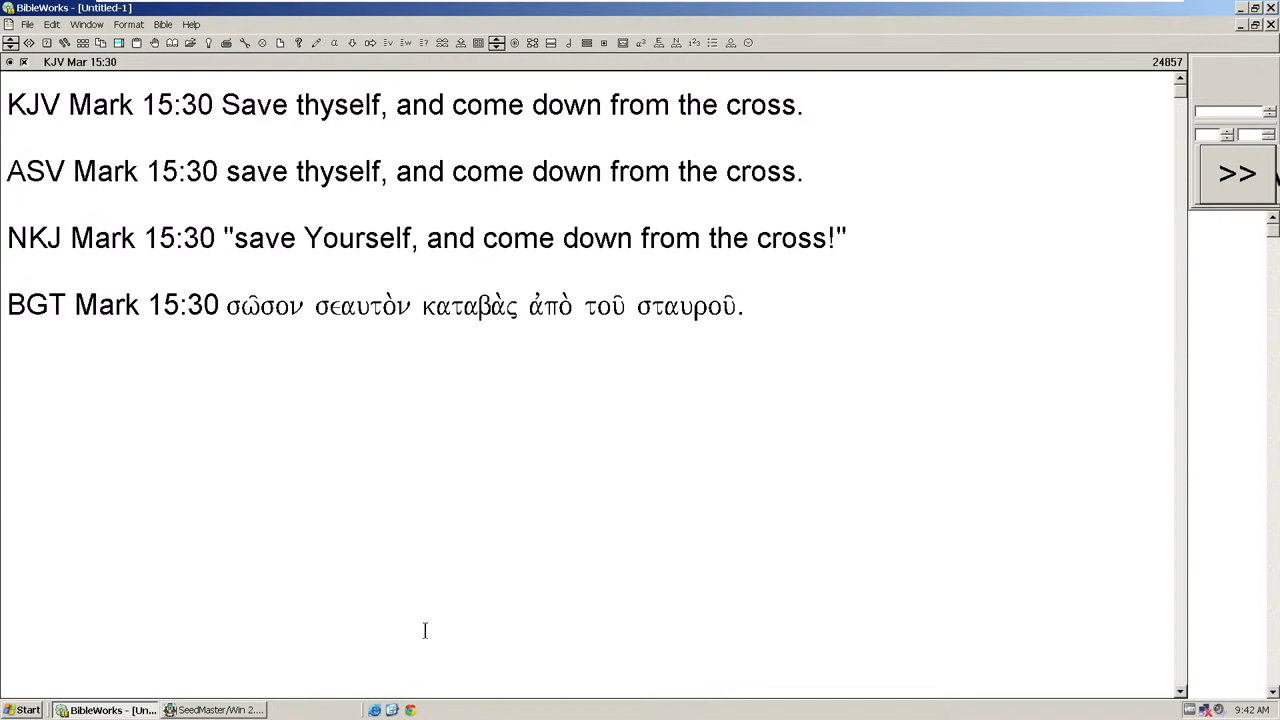 BibleWorks - [Untitled-1]
File Edit Window Format Bible Help
KJV Mar 15:30 24857
KJV Mark 15:30 Save thyself, and come down from the cross.
ASV Mark 15:30 save thyself, and come down from the cross.
NKJ Mark 15:30 "save Yourself, and come down from the cross!"
BGT Mark 15:30 σῶσον σεαυτὸν καταβὰς ἀπὸ τοῦ σταυροῦ.
>>
Start BibleWorks - [Un... SeedMaster/Win 2.... 9:42 AM